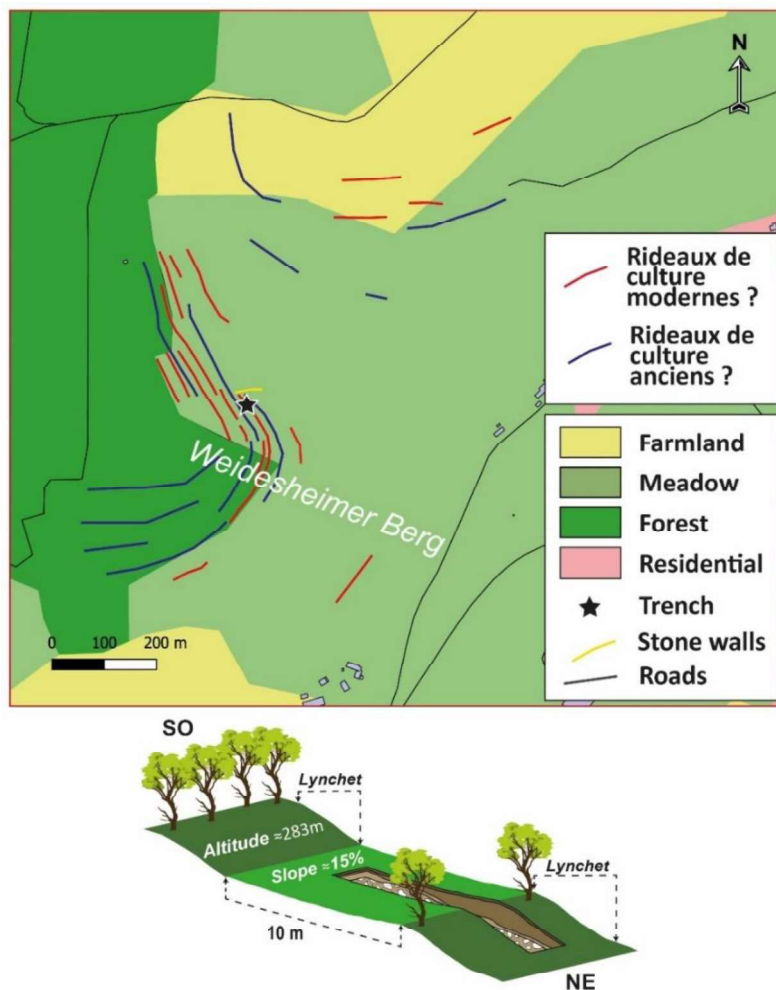 N
Rideaux de
culture
modernes ?
Rideaux de
culture
anciens ?
Weidesheimer Berg
Farmland
Meadow
Forest
Residential
Trench
Stone walls
Roads
0 100 200 m
SO
Lynchet
Altitude ≈283m
Slope ≈15%
Lynchet
10 m
NE